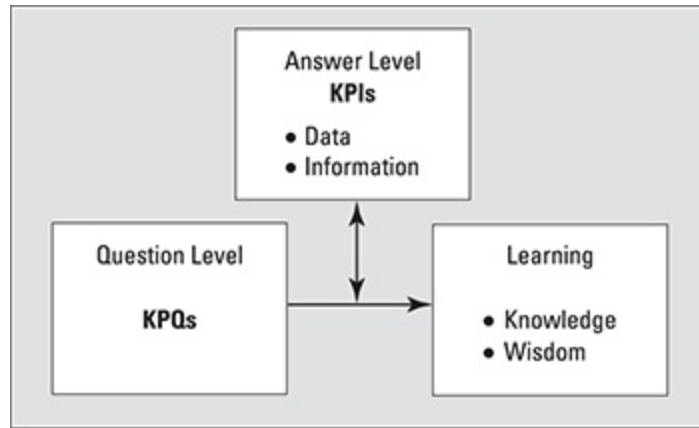 Answer Level
KPIs
● Data
● Information
Question Level
KPQs
Learning
● Knowledge
● Wisdom